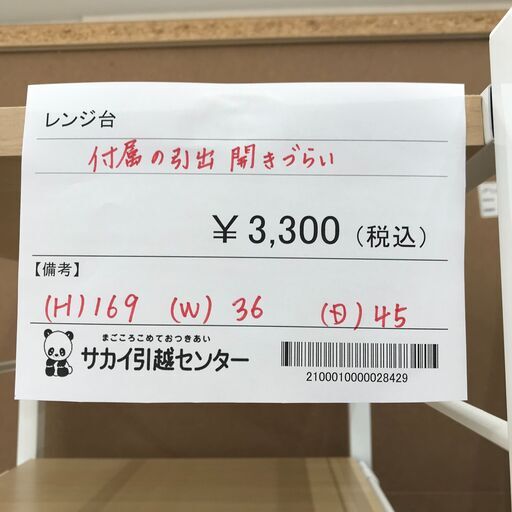 レンジ台
付属の引出 開きづらい
￥3,300（税込）
【備考】
(H)169 (W) 36 (D)45
まごころこめておつきあい
サカイ引越センター
2100010000028429